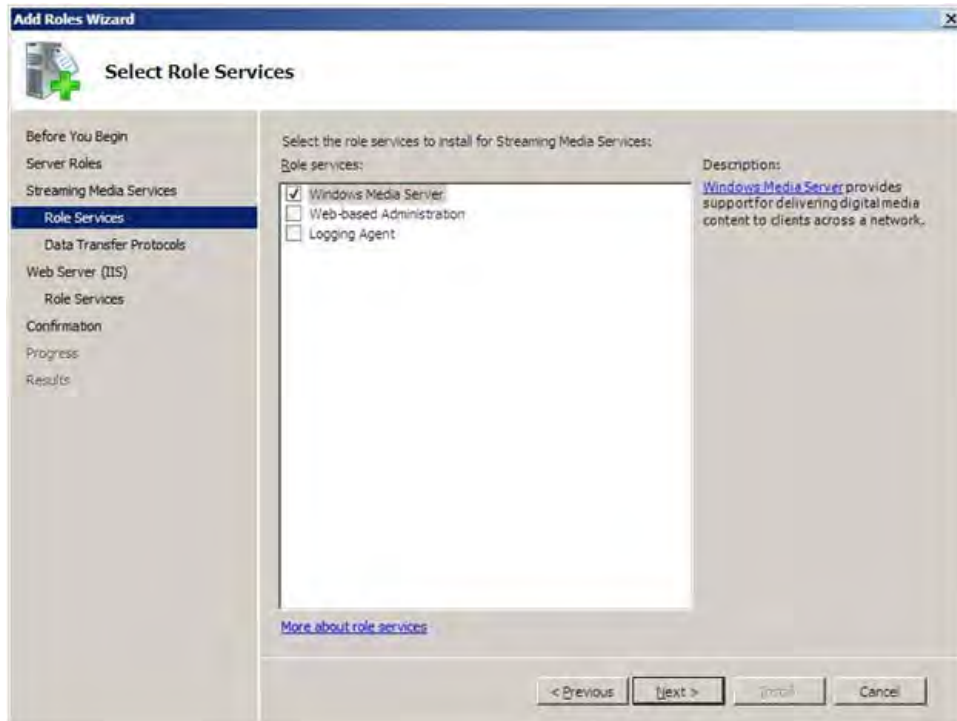 Add Roles Wizard
Select Role Services
Before You Begin
Server Roles
Streaming Media Services
Role Services
Data Transfer Protocols
Web Server (IIS)
Role Services
Confirmation
Progress
Results
Select the role services to install for Streaming Media Services:
Role services:
Windows Media Server
Web-based Administration
Logging Agent
More about role services
Description:
Windows Media Server provides
support for delivering digital media
content to clients across a network.
< Previous
Next >
Install
Cancel